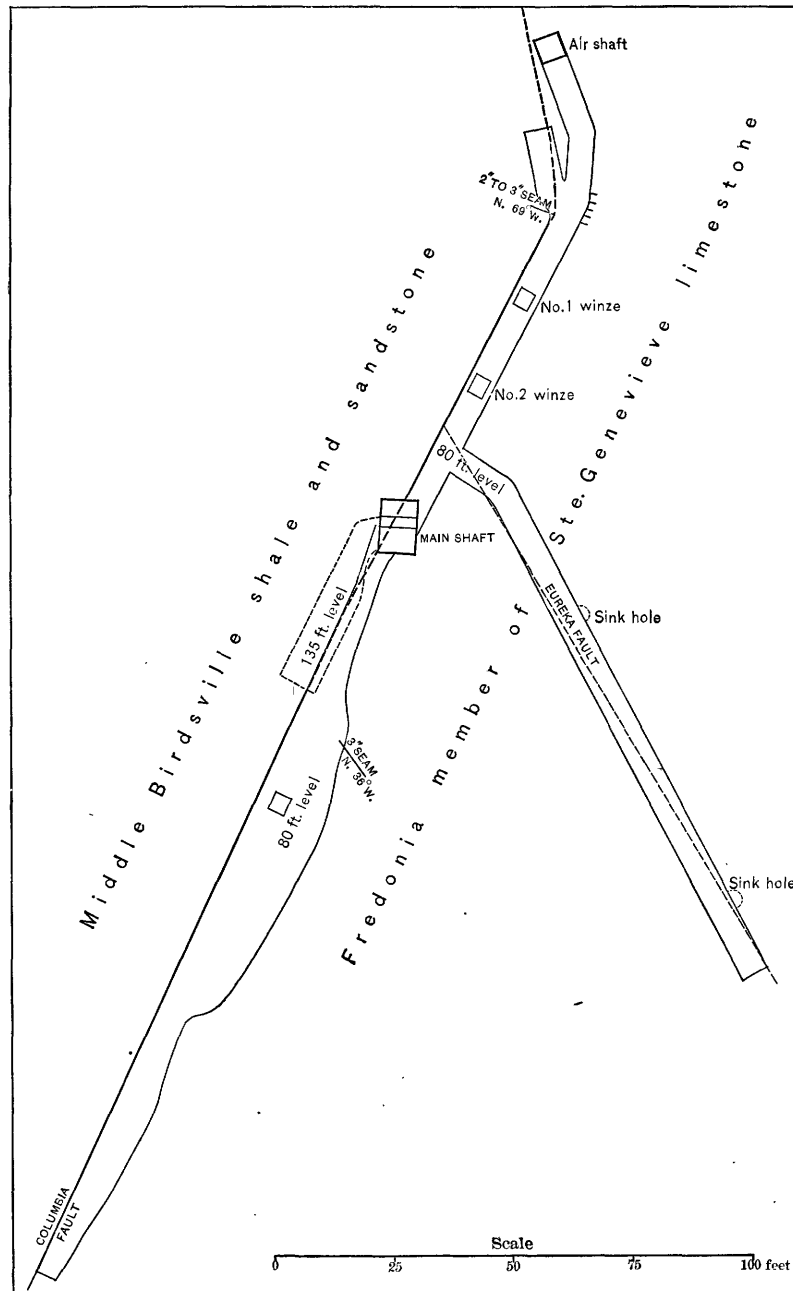 Air shaft
2" TO 3" SEAM
N. 69° W.
No.1 winze
No.2 winze
80 ft. level
MAIN SHAFT
135 ft. level
EUREKA FAULT
Sink hole
3" SEAM
N. 36° W.
80 ft. level
Sink hole
Middle Birdsville shale and sandstone
Fredonia member of Ste. Genevieve limestone
COLUMBIA
FAULT
Scale
0 25 50 75 100 feet